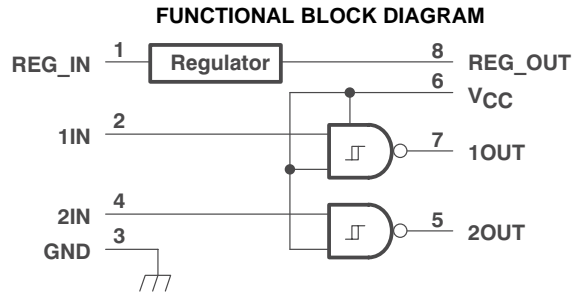 FUNCTIONAL BLOCK DIAGRAM
REG_IN 1 Regulator 8 REG_OUT
6 VCC
1IN 2 7 1OUT
2IN 4 5 2OUT
GND 3